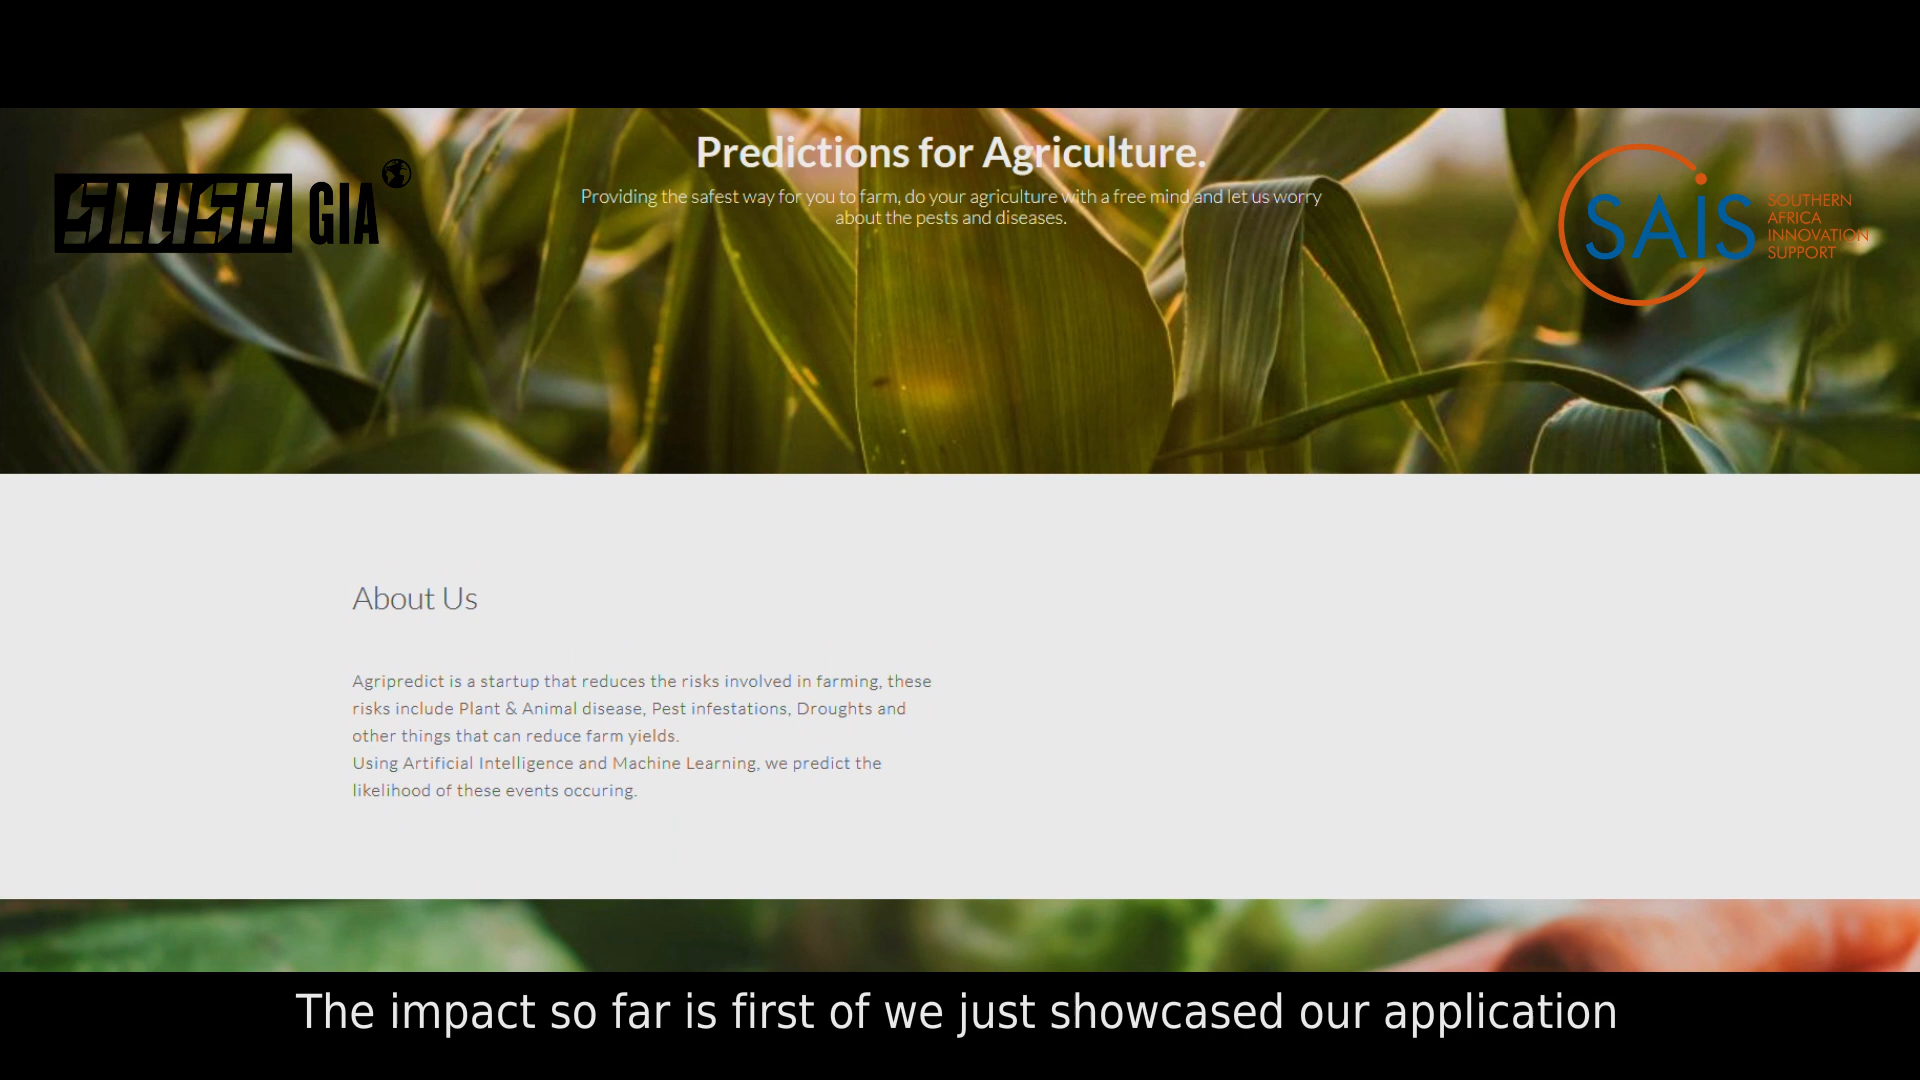 Predictions for Agriculture.
Providing the safest way for you to farm, do your agriculture with a free mind and let us worry
about the pests and diseases.
SLUSH GIA
SAiS
SOUTHERN
AFRICA
INNOVATION
SUPPORT
About Us
Agripredict is a startup that reduces the risks involved in farming, these
risks include Plant & Animal disease, Pest infestations, Droughts and
other things that can reduce farm yields.
Using Artificial Intelligence and Machine Learning, we predict the
likelihood of these events occuring.
The impact so far is first of we just showcased our application